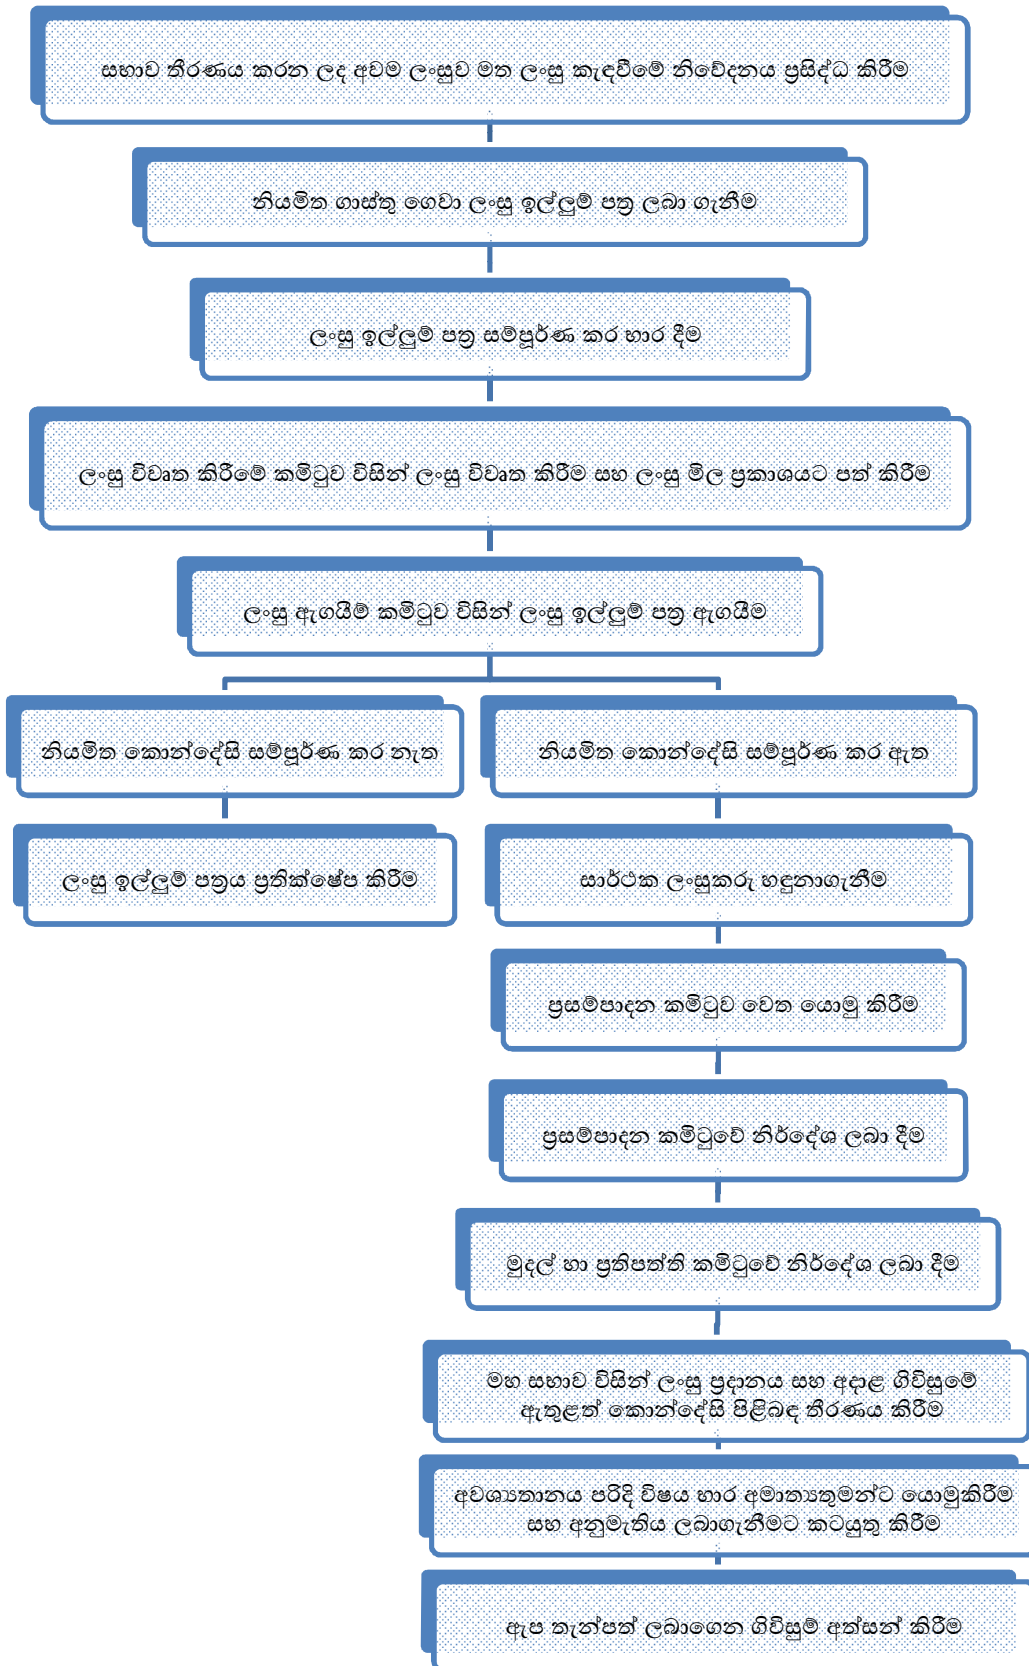 සභාව තීරණය කරන ලද අවම ලංසුව මත ලංසු කැඳවීමේ නිවේදනය ප්‍රසිද්ධ කිරීම
නියමිත ගාස්තු ගෙවා ලංසු ඉල්ලුම් පත්‍ර ලබා ගැනීම
ලංසු ඉල්ලුම් පත්‍ර සම්පූර්ණ කර භාර දීම
ලංසු විවෘත කිරීමේ කමිටුව විසින් ලංසු විවෘත කිරීම සහ ලංසු මිල ප්‍රකාශයට පත් කිරීම
ලංසු ඇගයීම් කමිටුව විසින් ලංසු ඉල්ලුම් පත්‍ර ඇගයීම
නියමිත කොන්දේසි සම්පූර්ණ කර නැත
නියමිත කොන්දේසි සම්පූර්ණ කර ඇත
ලංසු ඉල්ලුම් පත්‍රය ප්‍රතික්ෂේප කිරීම
සාර්ථක ලංසුකරු හඳුනාගැනීම
ප්‍රසම්පාදන කමිටුව වෙත යොමු කිරීම
ප්‍රසම්පාදන කමිටුවේ නිර්දේශ ලබා දීම
මුදල් හා ප්‍රතිපත්ති කමිටුවේ නිර්දේශ ලබා දීම
මහ සභාව විසින් ලංසු ප්‍රදානය සහ අදාළ ගිවිසුමේ
ඇතුළත් කොන්දේසි පිළිබඳ තීරණය කිරීම
අවශ්‍යතානය පරිදි විෂය භාර අමාත්‍යතුමන්ට යොමුකිරීම
සහ අනුමැතිය ලබාගැනීමට කටයුතු කිරීම
ඇප තැන්පත් ලබාගෙන ගිවිසුම් අත්සන් කිරීම